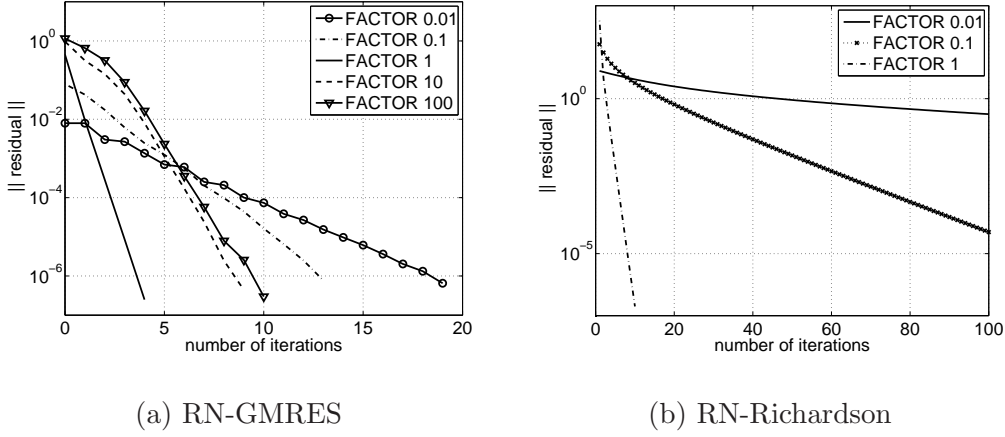 FACTOR 0.01
FACTOR 0.1
FACTOR 1
FACTOR 10
FACTOR 100
10^0
10^-2
10^-4
10^-6
|| residual ||
0 5 10 15 20
number of iterations
(a) RN-GMRES
FACTOR 0.01
FACTOR 0.1
FACTOR 1
10^0
10^-5
|| residual ||
0 20 40 60 80 100
number of iterations
(b) RN-Richardson